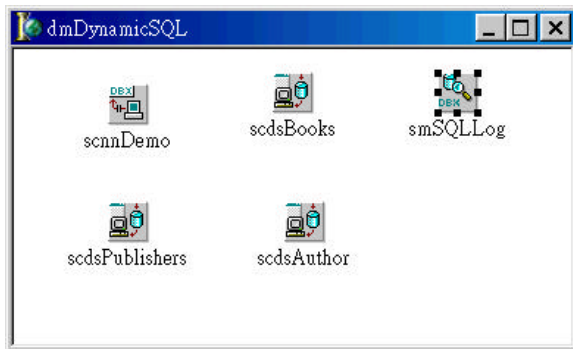 dmDynamicSQL
DBX
scnnDemo
scdsBooks
DBX
smSQLLog
scdsPublishers
scdsAuthor